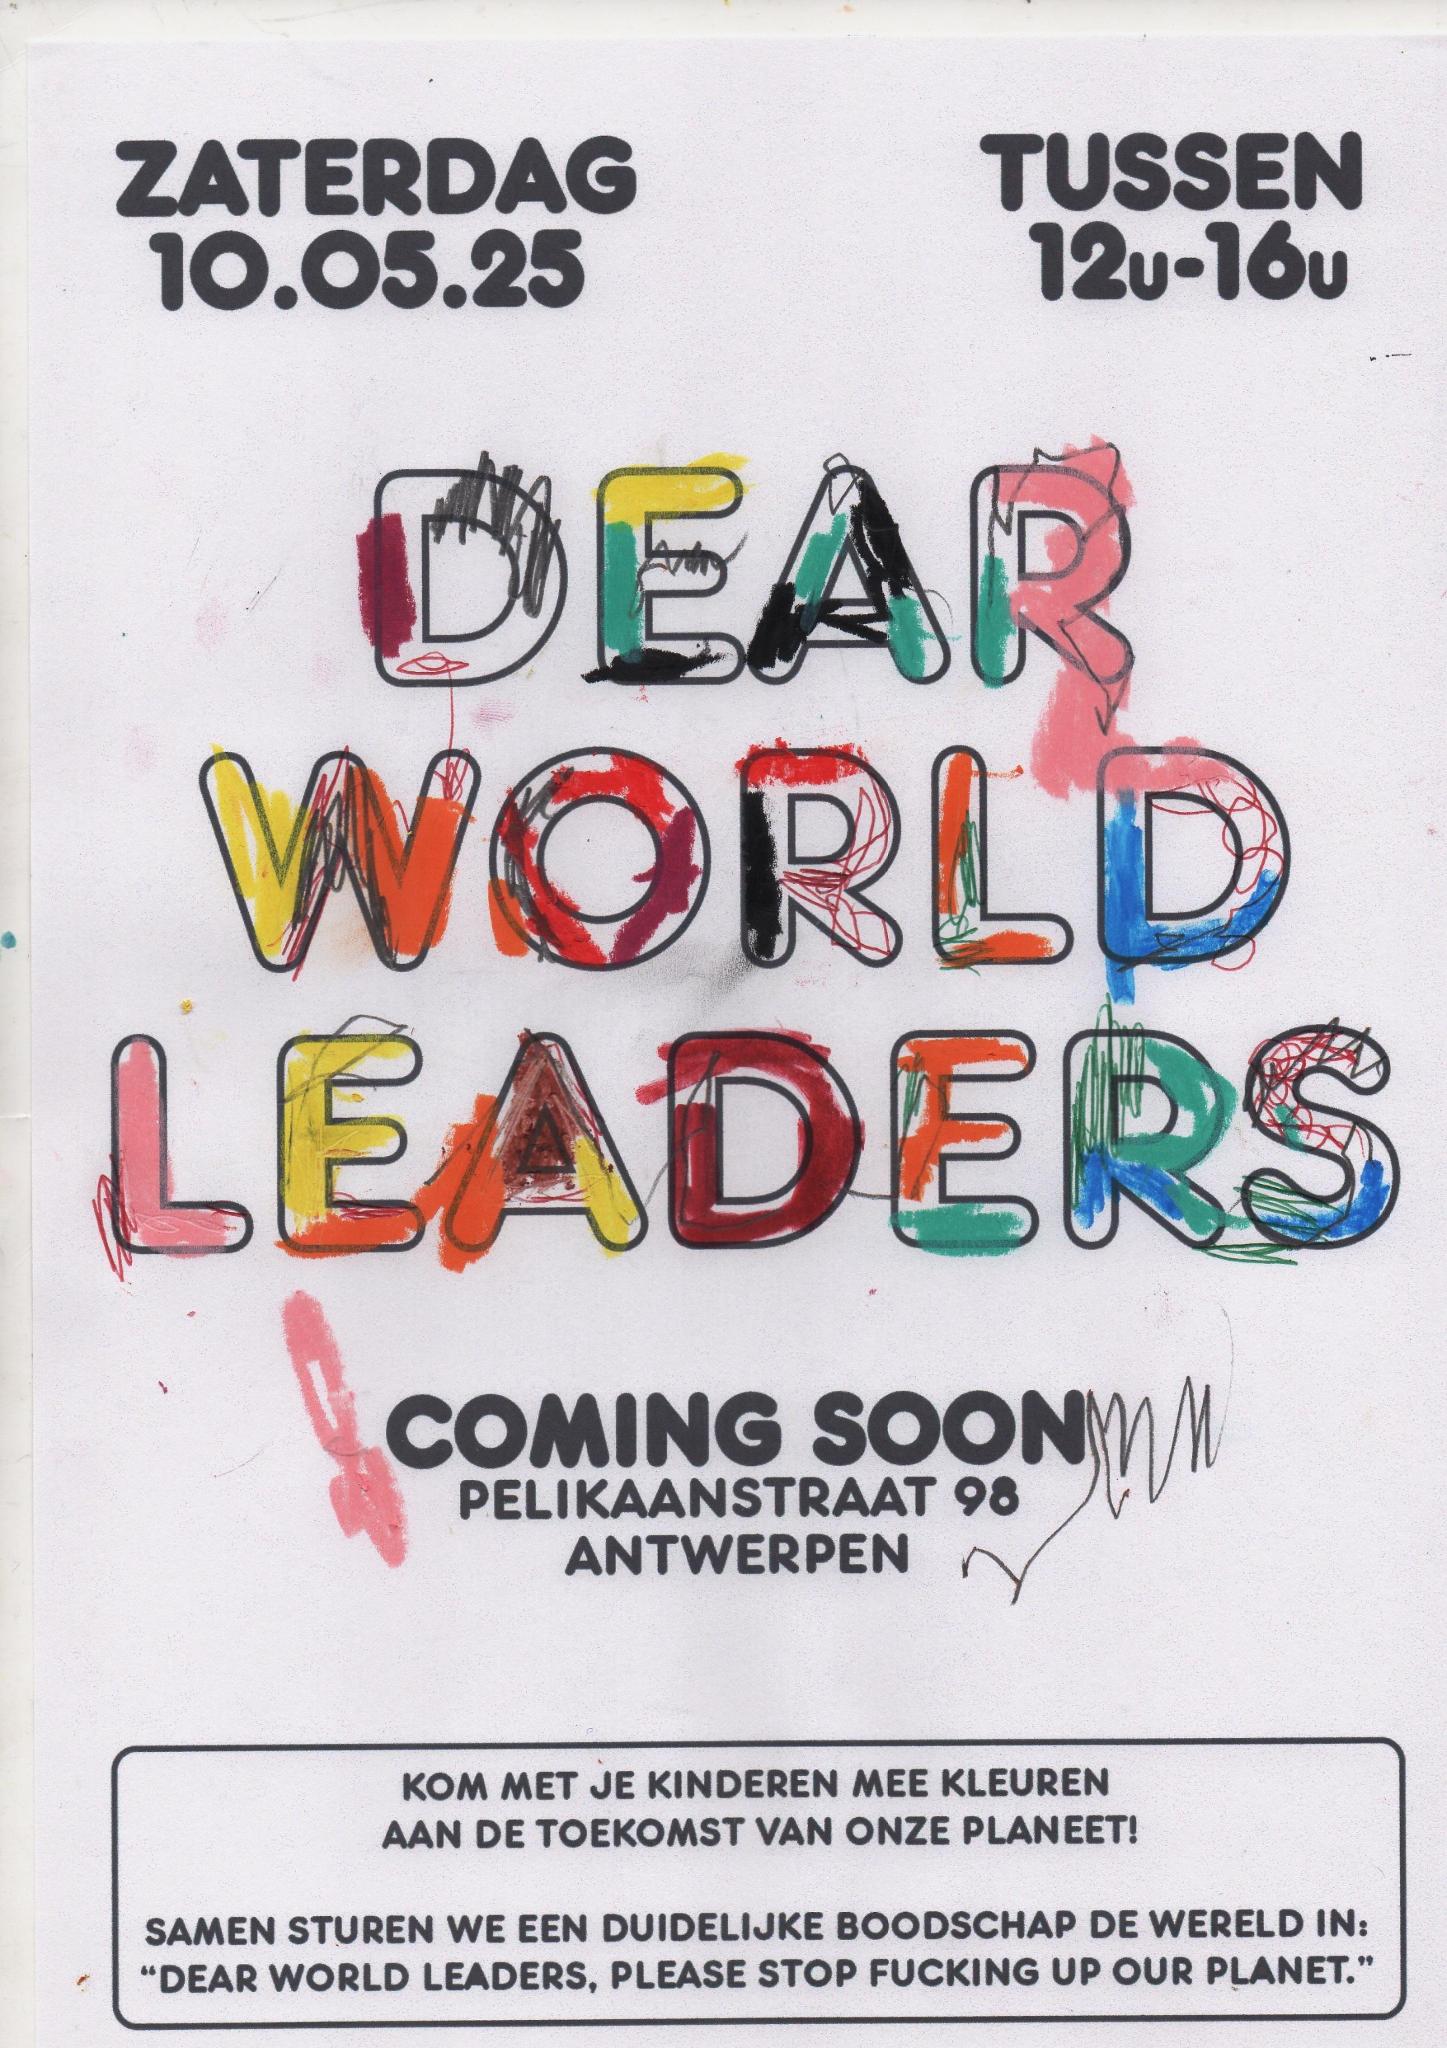 ZATERDAG
10.05.25
TUSSEN
12U-16U
DEAR
WORLD
LEADERS
COMING SOON
PELIKAANSTRAAT 98
ANTWERPEN
KOM MET JE KINDEREN MEE KLEUREN
AAN DE TOEKOMST VAN ONZE PLANEET!
SAMEN STUREN WE EEN DUIDELIJKE BOODSCHAP DE WERELD IN:
“DEAR WORLD LEADERS, PLEASE STOP FUCKING UP OUR PLANET.”